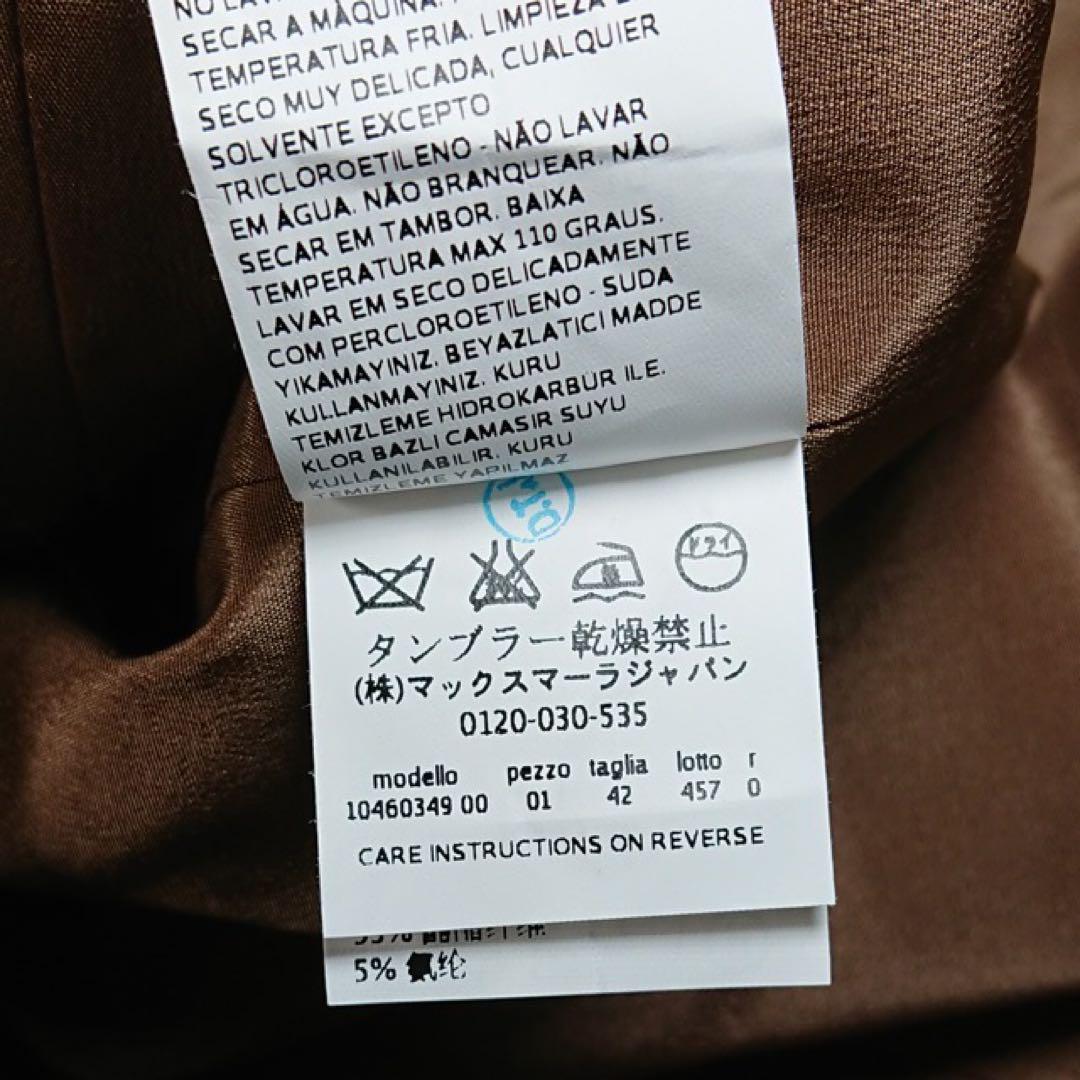 SECAR A MÀQUINA.
TEMPERATURA FRIA. LIMPIEZA
SECO MUY DELICADA, CUALQUIER
SOLVENTE EXCEPTO
TRICLOROETILENO - NÃO LAVAR
EM ÁGUA. NÃO BRANQUEAR. NÃO
SECAR EM TAMBOR. BAIXA
TEMPERATURA MAX 110 GRAUS.
LAVAR EM SECO DELICADAMENTE
COM PERCLOROETILENO - SUDA
YIKAMAYINIZ. BEYAZLATICI MADDE
KULLANMAYINIZ. KURU
TEMIZLEME HIDROKARBÜR ILE.
KLOR BAZLI CAMASIR SUYU
KULLANILABILIR. KURU
TEMIZLEME YAPILMAZ
ドライ
タンブラー乾燥禁止
(株)マックスマーラジャパン
0120-030-535
modello pezzo taglia lotto r
10460349 00 01 42 457 0
CARE INSTRUCTIONS ON REVERSE
5% 氨纶